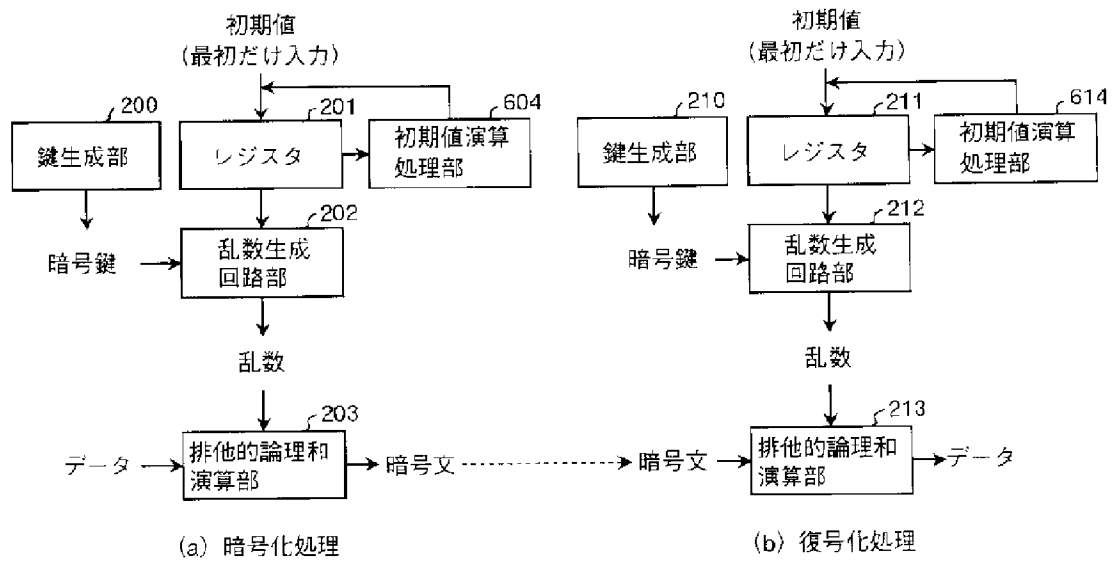 初期値
(最初だけ入力)
200
201
604
鍵生成部
レジスタ
初期値演算
処理部
202
暗号鍵
乱数生成
回路部
乱数
203
データ
排他的論理和
演算部
暗号文
(a) 暗号化処理
初期値
(最初だけ入力)
210
211
614
鍵生成部
レジスタ
初期値演算
処理部
212
暗号鍵
乱数生成
回路部
乱数
213
暗号文
排他的論理和
演算部
データ
(b) 復号化処理